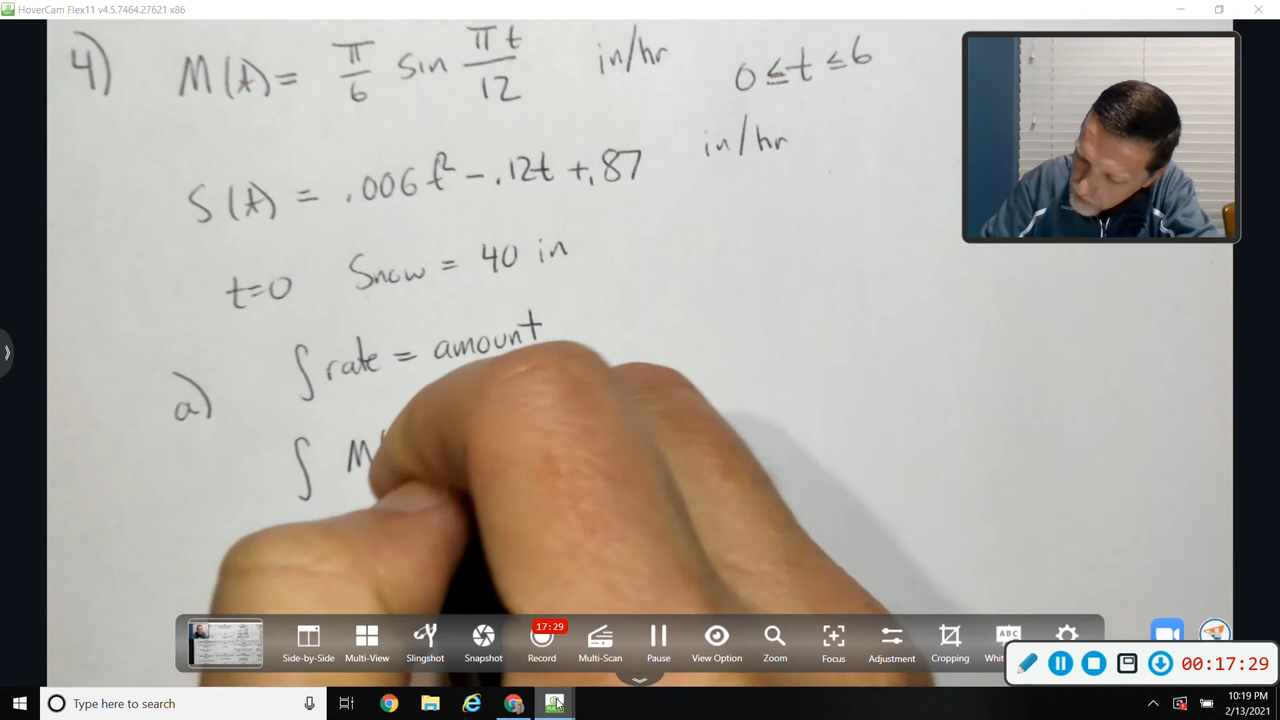 HoverCam Flex11 v4.5.7464.27621 x86
4) M(t) = π/6 sin πt/12 in/hr 0 ≤ t ≤ 6
S(t) = .006t² - .12t + .87 in/hr
t=0 Snow = 40 in
∫ rate = amount
a)
∫ M
Side-by-Side Multi-View Slingshot Snapshot Record Multi-Scan Pause View Option Zoom Focus Adjustment Cropping
17:29
ABC
00:17:29
Type here to search
10:19 PM
2/13/2021